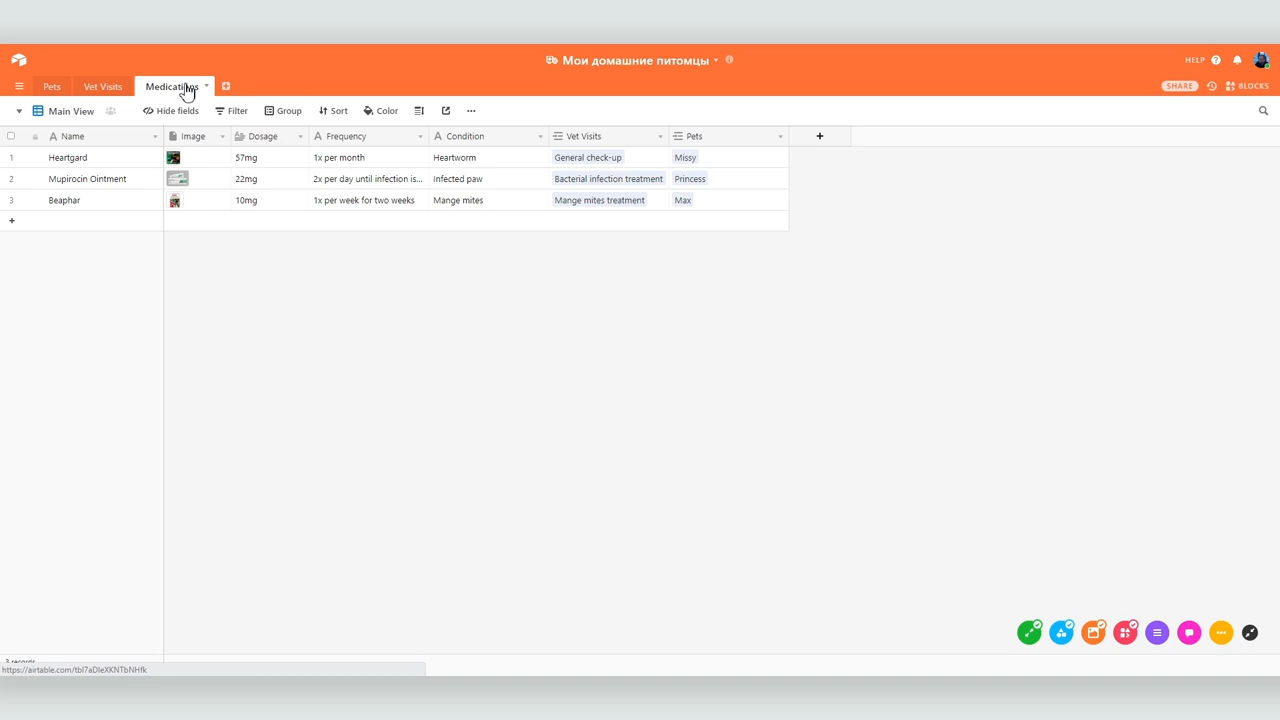 Мои домашние питомцы
HELP
Pets Vet Visits Medications
SHARE BLOCKS
Main View Hide fields Filter Group Sort Color
Name Image Dosage Frequency Condition Vet Visits Pets
1 Heartgard 57mg 1x per month Heartworm General check-up Missy
2 Mupirocin Ointment 22mg 2x per day until infection is... Infected paw Bacterial infection treatment Princess
3 Beaphar 10mg 1x per week for two weeks Mange mites Mange mites treatment Max
3 records
https://airtable.com/tbl7aDIeXKNTbNHfk